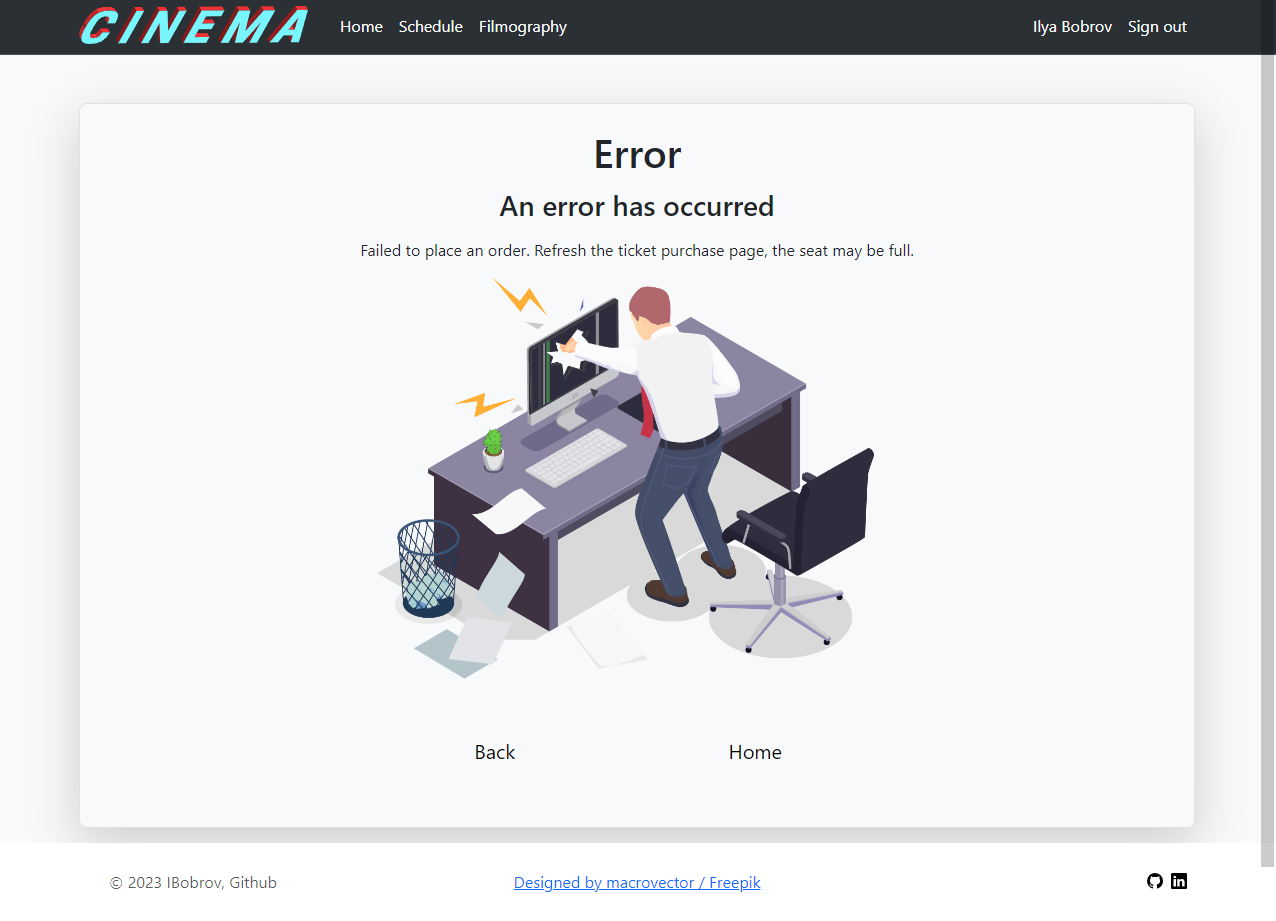 CINEMA Home Schedule Filmography Ilya Bobrov Sign out
Error
An error has occurred
Failed to place an order. Refresh the ticket purchase page, the seat may be full.
Back Home
© 2023 IBobrov, Github Designed by macrovector / Freepik